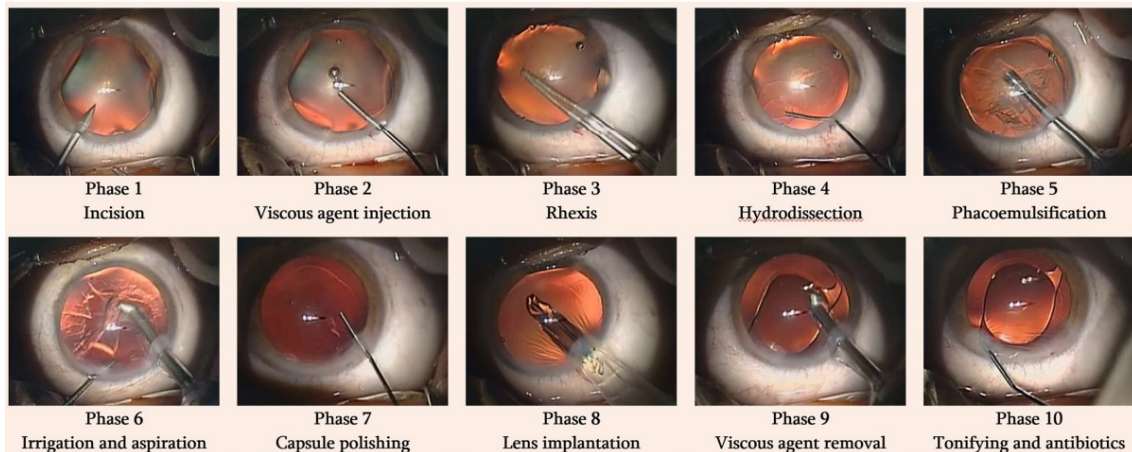 Phase 1
Incision
Phase 2
Viscous agent injection
Phase 3
Rhexis
Phase 4
Hydrodissection
Phase 5
Phacoemulsification
Phase 6
Irrigation and aspiration
Phase 7
Capsule polishing
Phase 8
Lens implantation
Phase 9
Viscous agent removal
Phase 10
Tonifying and antibiotics